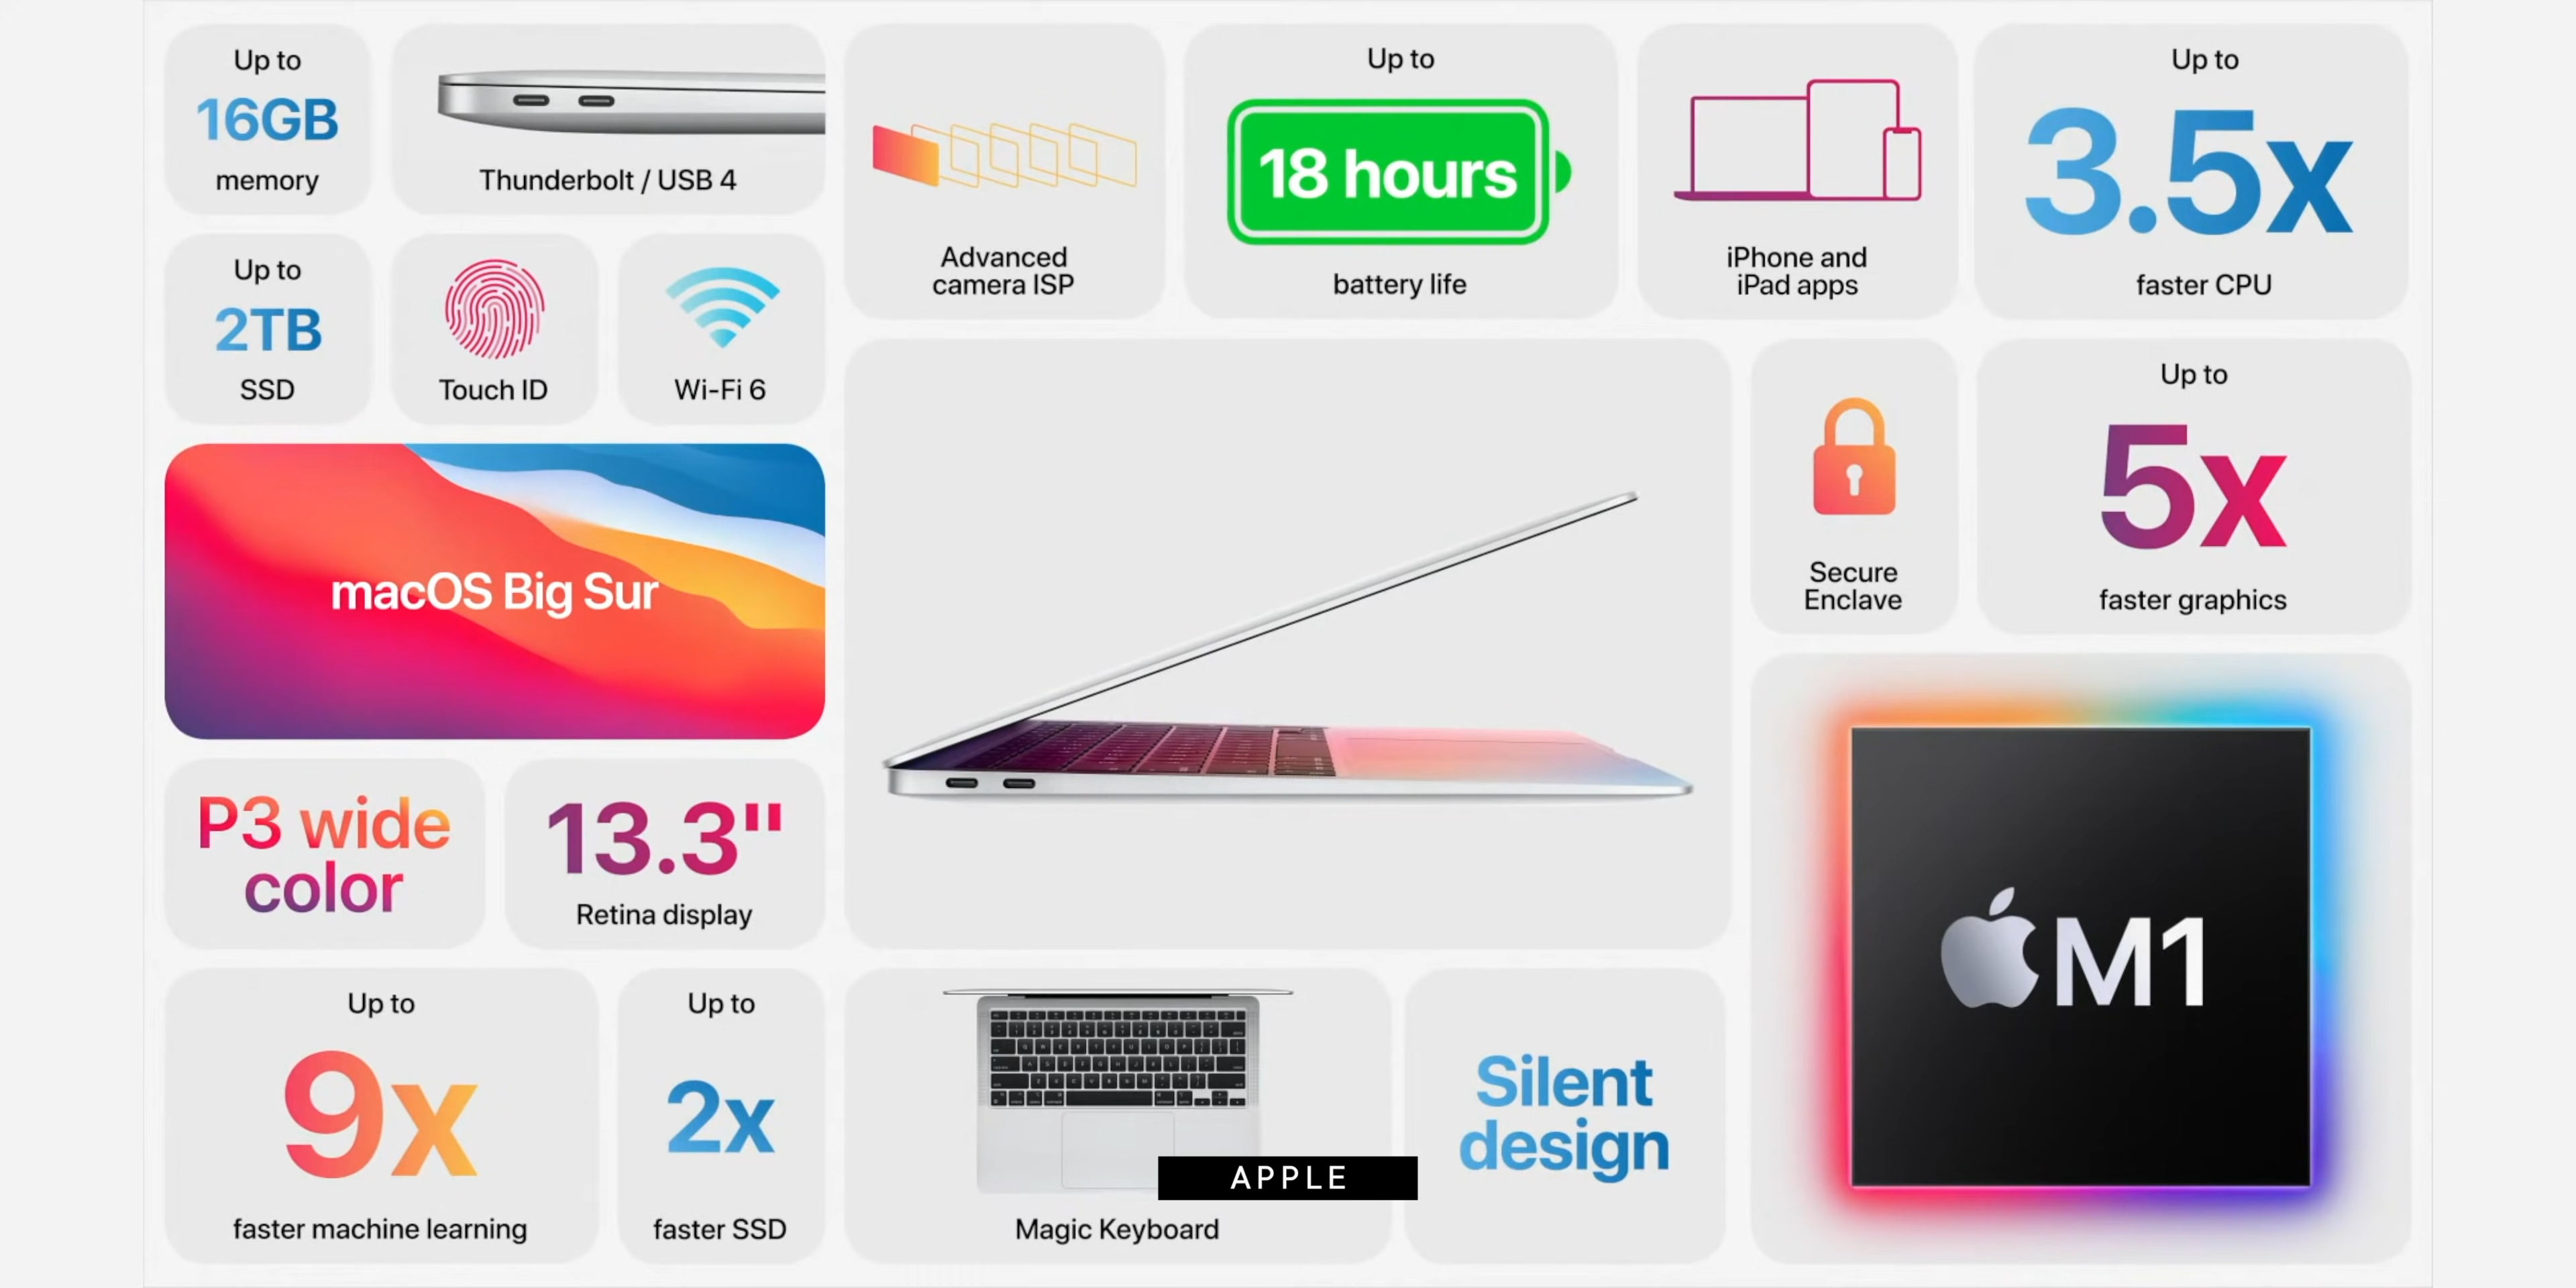 Up to
16GB
memory
Thunderbolt / USB 4
Up to
2TB
SSD
Touch ID
Wi-Fi 6
Advanced
camera ISP
Up to
18 hours
battery life
iPhone and
iPad apps
Up to
3.5x
faster CPU
macOS Big Sur
Secure
Enclave
Up to
5x
faster graphics
P3 wide
color
13.3"
Retina display
M1
Up to
9x
faster machine learning
Up to
2x
faster SSD
Magic Keyboard
APPLE
Silent
design